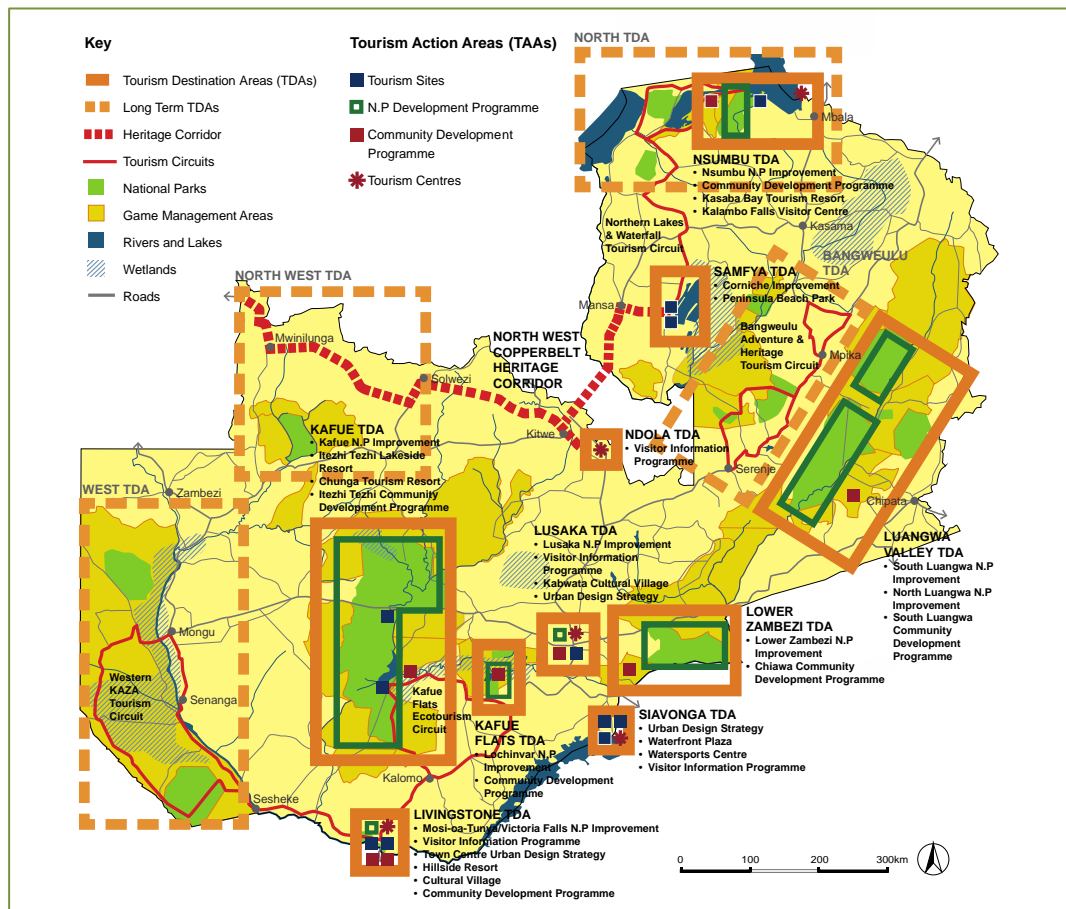 Key
Tourism Destination Areas (TDAs)
Long Term TDAs
Heritage Corridor
Tourism Circuits
National Parks
Game Management Areas
Rivers and Lakes
Wetlands
Roads
Tourism Action Areas (TAAs)
Tourism Sites
N.P Development Programme
Community Development
Programme
Tourism Centres
NORTH TDA
Mbala
NSUMBU TDA
• Nsumbu N.P Improvement
• Community Development Programme
• Kasaba Bay Tourism Resort
• Kalambo Falls Visitor Centre
Kasama
Northern Lakes
& Waterfall
Tourism Circuit
BANGWEULU
TDA
SAMFYA TDA
• Corniche Improvement
• Peninsula Beach Park
Mansa
Bangweulu
Adventure &
Heritage
Tourism Circuit
Mpika
NORTH WEST TDA
Mwinilunga
NORTH WEST
COPPERBELT
HERITAGE
CORRIDOR
Solwezi
Kitwe
NDOLA TDA
• Visitor Information
Programme
Serenje
Chipata
KAFUE TDA
• Kafue N.P Improvement
• Itezi Tezhi Lakeside
Resort
• Chunga Tourism Resort
• Itezhi Tezhi Community
Development Programme
WEST TDA
Zambezi
LUSAKA TDA
• Lusaka N.P Improvement
• Visitor Information
Programme
• Kabwata Cultural Village
• Urban Design Strategy
LUANGWA
VALLEY TDA
• South Luangwa N.P
Improvement
• North Luangwa N.P
Improvement
• South Luangwa
Community
Development
Programme
LOWER
ZAMBEZI TDA
• Lower Zambezi N.P
Improvement
• Chiawa Community
Development Programme
Mongu
Western
KAZA
Tourism
Circuit
Senanga
Kafue
Flats
Ecotourism
Circuit
KAFUE
FLATS TDA
• Lochinvar N.P
Improvement
• Community Development
Programme
SIAVONGA TDA
• Urban Design Strategy
• Waterfront Plaza
• Watersports Centre
• Visitor Information Programme
Kalomo
Sesheke
LIVINGSTONE TDA
• Mosi-oa-Tunya/Victoria Falls N.P Improvement
• Visitor Information Programme
• Town Centre Urban Design Strategy
• Hillside Resort
• Cultural Village
• Community Development Programme
0 100 200 300km